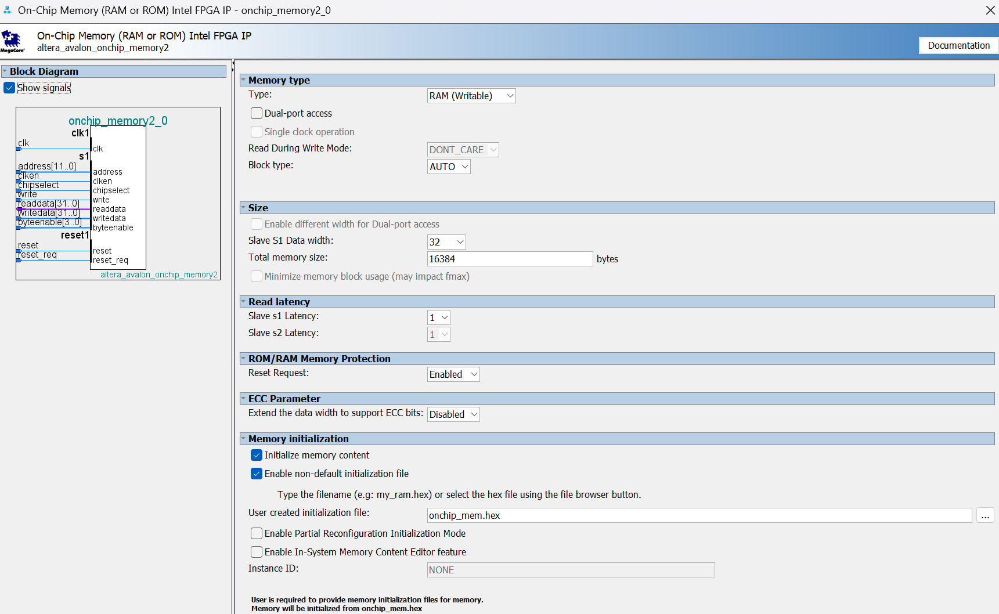 On-Chip Memory (RAM or ROM) Intel FPGA IP - onchip_memory2_0
MegaCore'
On-Chip Memory (RAM or ROM) Intel FPGA IP
altera_avalon_onchip_memory2
Documentation
Block Diagram
Show signals
onchip_memory2_0
clk1
clk
clk
s1
address[11..0]
address
clken
clken
chipselect
chipselect
write
write
readdata[31..0]
readdata
writedata[31..0]
writedata
byteenable[3..0]
byteenable
reset1
reset
reset
reset_req
reset_req
altera_avalon_onchip_memory2
Memory type
Type: RAM (Writable)
Dual-port access
Single clock operation
Read During Write Mode: DONT_CARE
Block type: AUTO
Size
Enable different width for Dual-port access
Slave S1 Data width: 32
Total memory size: 16384 bytes
Minimize memory block usage (may impact fmax)
Read latency
Slave s1 Latency: 1
Slave s2 Latency: 1
ROM/RAM Memory Protection
Reset Request: Enabled
ECC Parameter
Extend the data width to support ECC bits: Disabled
Memory initialization
Initialize memory content
Enable non-default initialization file
Type the filename (e.g: my_ram.hex) or select the hex file using the file browser button.
User created initialization file: onchip_mem.hex ...
Enable Partial Reconfiguration Initialization Mode
Enable In-System Memory Content Editor feature
Instance ID: NONE
User is required to provide memory initialization files for memory.
Memory will be initialized from onchip_mem.hex